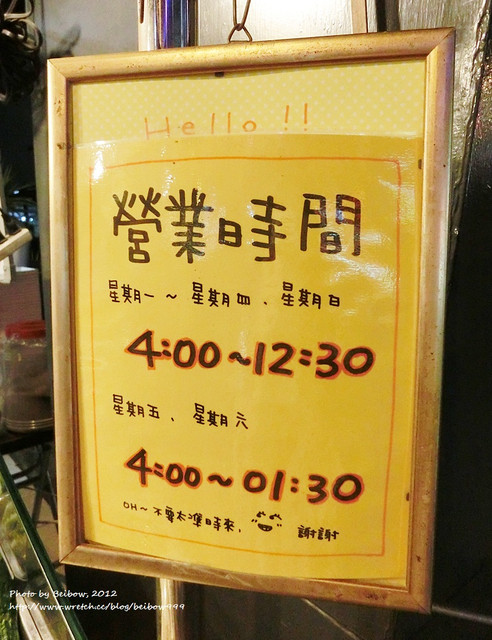 Hello !!
營業時間
星期一 ~ 星期四、星期日
4:00~12:30
星期五、星期六
4:00~01:30
OH~不要太準時來, 謝謝
Photo by Beibow, 2012
http://www.wretch.cc/blog/beibow999